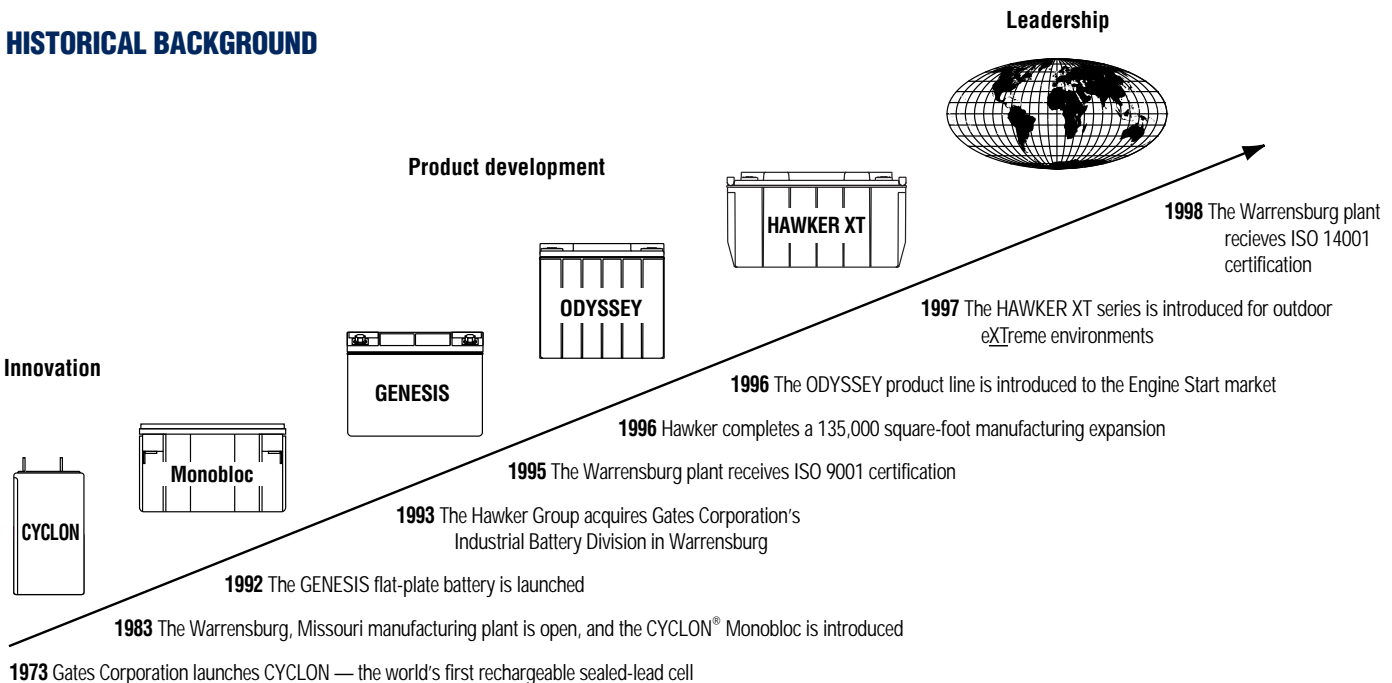 HISTORICAL BACKGROUND
Leadership
Product development
HAWKER XT
1998 The Warrensburg plant
recieves ISO 14001
certification
ODYSSEY
1997 The HAWKER XT series is introduced for outdoor
eXTreme environments
Innovation
GENESIS
1996 The ODYSSEY product line is introduced to the Engine Start market
1996 Hawker completes a 135,000 square-foot manufacturing expansion
Monobloc
1995 The Warrensburg plant receives ISO 9001 certification
CYCLON
1993 The Hawker Group acquires Gates Corporation's
Industrial Battery Division in Warrensburg
1992 The GENESIS flat-plate battery is launched
1983 The Warrensburg, Missouri manufacturing plant is open, and the CYCLON® Monobloc is introduced
1973 Gates Corporation launches CYCLON — the world's first rechargeable sealed-lead cell